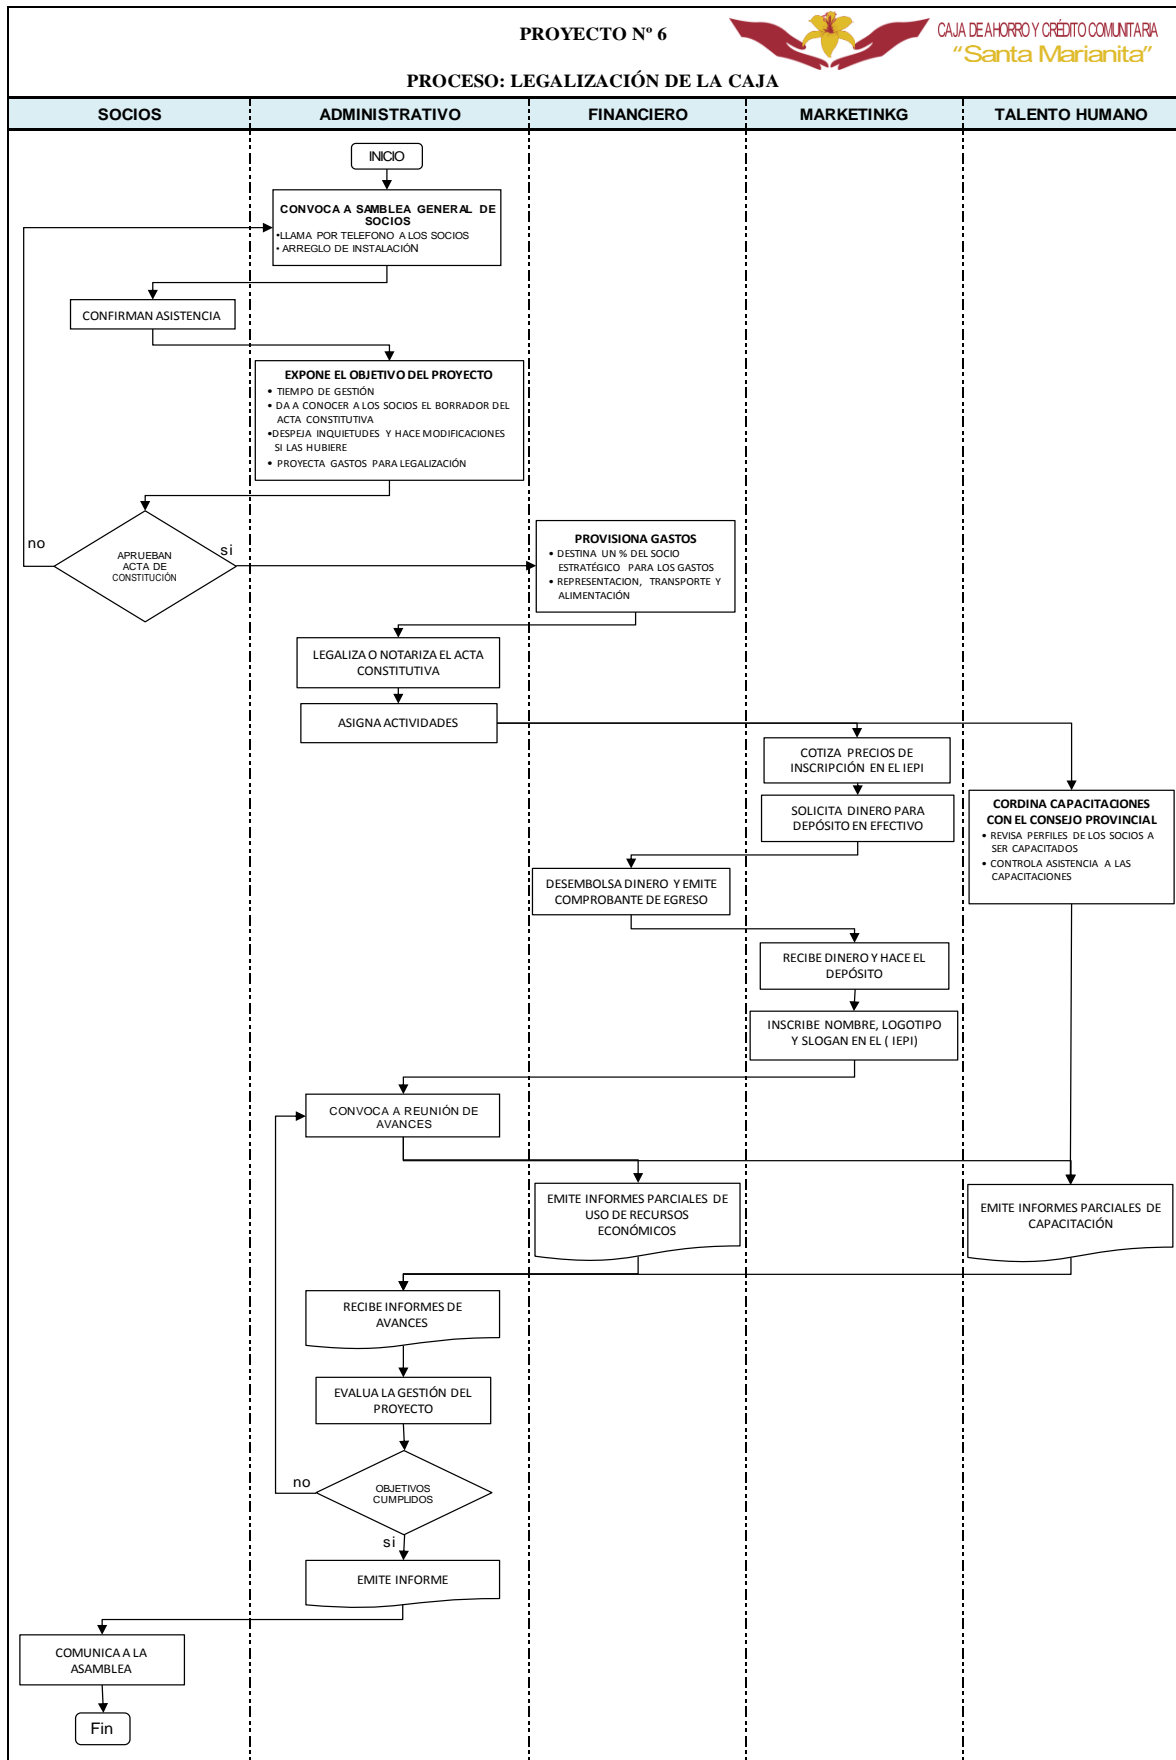 PROYECTO Nº 6
CAJA DE AHORRO Y CRÉDITO COMUNITARIA
"Santa Marianita"
PROCESO: LEGALIZACIÓN DE LA CAJA
SOCIOS
ADMINISTRATIVO
FINANCIERO
MARKETINKG
TALENTO HUMANO
INICIO
CONVOCA A SAMBLEA GENERAL DE
SOCIOS
•LLAMA POR TELEFONO A LOS SOCIOS
• ARREGLO DE INSTALACIÓN
CONFIRMAN ASISTENCIA
EXPONE EL OBJETIVO DEL PROYECTO
• TIEMPO DE GESTIÓN
• DA A CONOCER A LOS SOCIOS EL BORRADOR DEL
ACTA CONSTITUTIVA
•DESPEJA INQUIETUDES Y HACE MODIFICACIONES
SI LAS HUBIERE
• PROYECTA GASTOS PARA LEGALIZACIÓN
no
APRUEBAN
ACTA DE
CONSTITUCIÓN
si
PROVISIONA GASTOS
• DESTINA UN % DEL SOCIO
ESTRATÉGICO PARA LOS GASTOS
• REPRESENTACION, TRANSPORTE Y
ALIMENTACIÓN
LEGALIZA O NOTARIZA EL ACTA
CONSTITUTIVA
ASIGNA ACTIVIDADES
COTIZA PRECIOS DE
INSCRIPCIÓN EN EL IEPI
SOLICITA DINERO PARA
DEPÓSITO EN EFECTIVO
CORDINA CAPACITACIONES
CON EL CONSEJO PROVINCIAL
• REVISA PERFILES DE LOS SOCIOS A
SER CAPACITADOS
• CONTROLA ASISTENCIA A LAS
CAPACITACIONES
DESEMBOLSA DINERO Y EMITE
COMPROBANTE DE EGRESO
RECIBE DINERO Y HACE EL
DEPÓSITO
INSCRIBE NOMBRE, LOGOTIPO
Y SLOGAN EN EL ( IEPI)
CONVOCA A REUNIÓN DE
AVANCES
EMITE INFORMES PARCIALES DE
USO DE RECURSOS
ECONÓMICOS
EMITE INFORMES PARCIALES DE
CAPACITACIÓN
RECIBE INFORMES DE
AVANCES
EVALUA LA GESTIÓN DEL
PROYECTO
no
OBJETIVOS
CUMPLIDOS
si
EMITE INFORME
COMUNICA A LA
ASAMBLEA
Fin